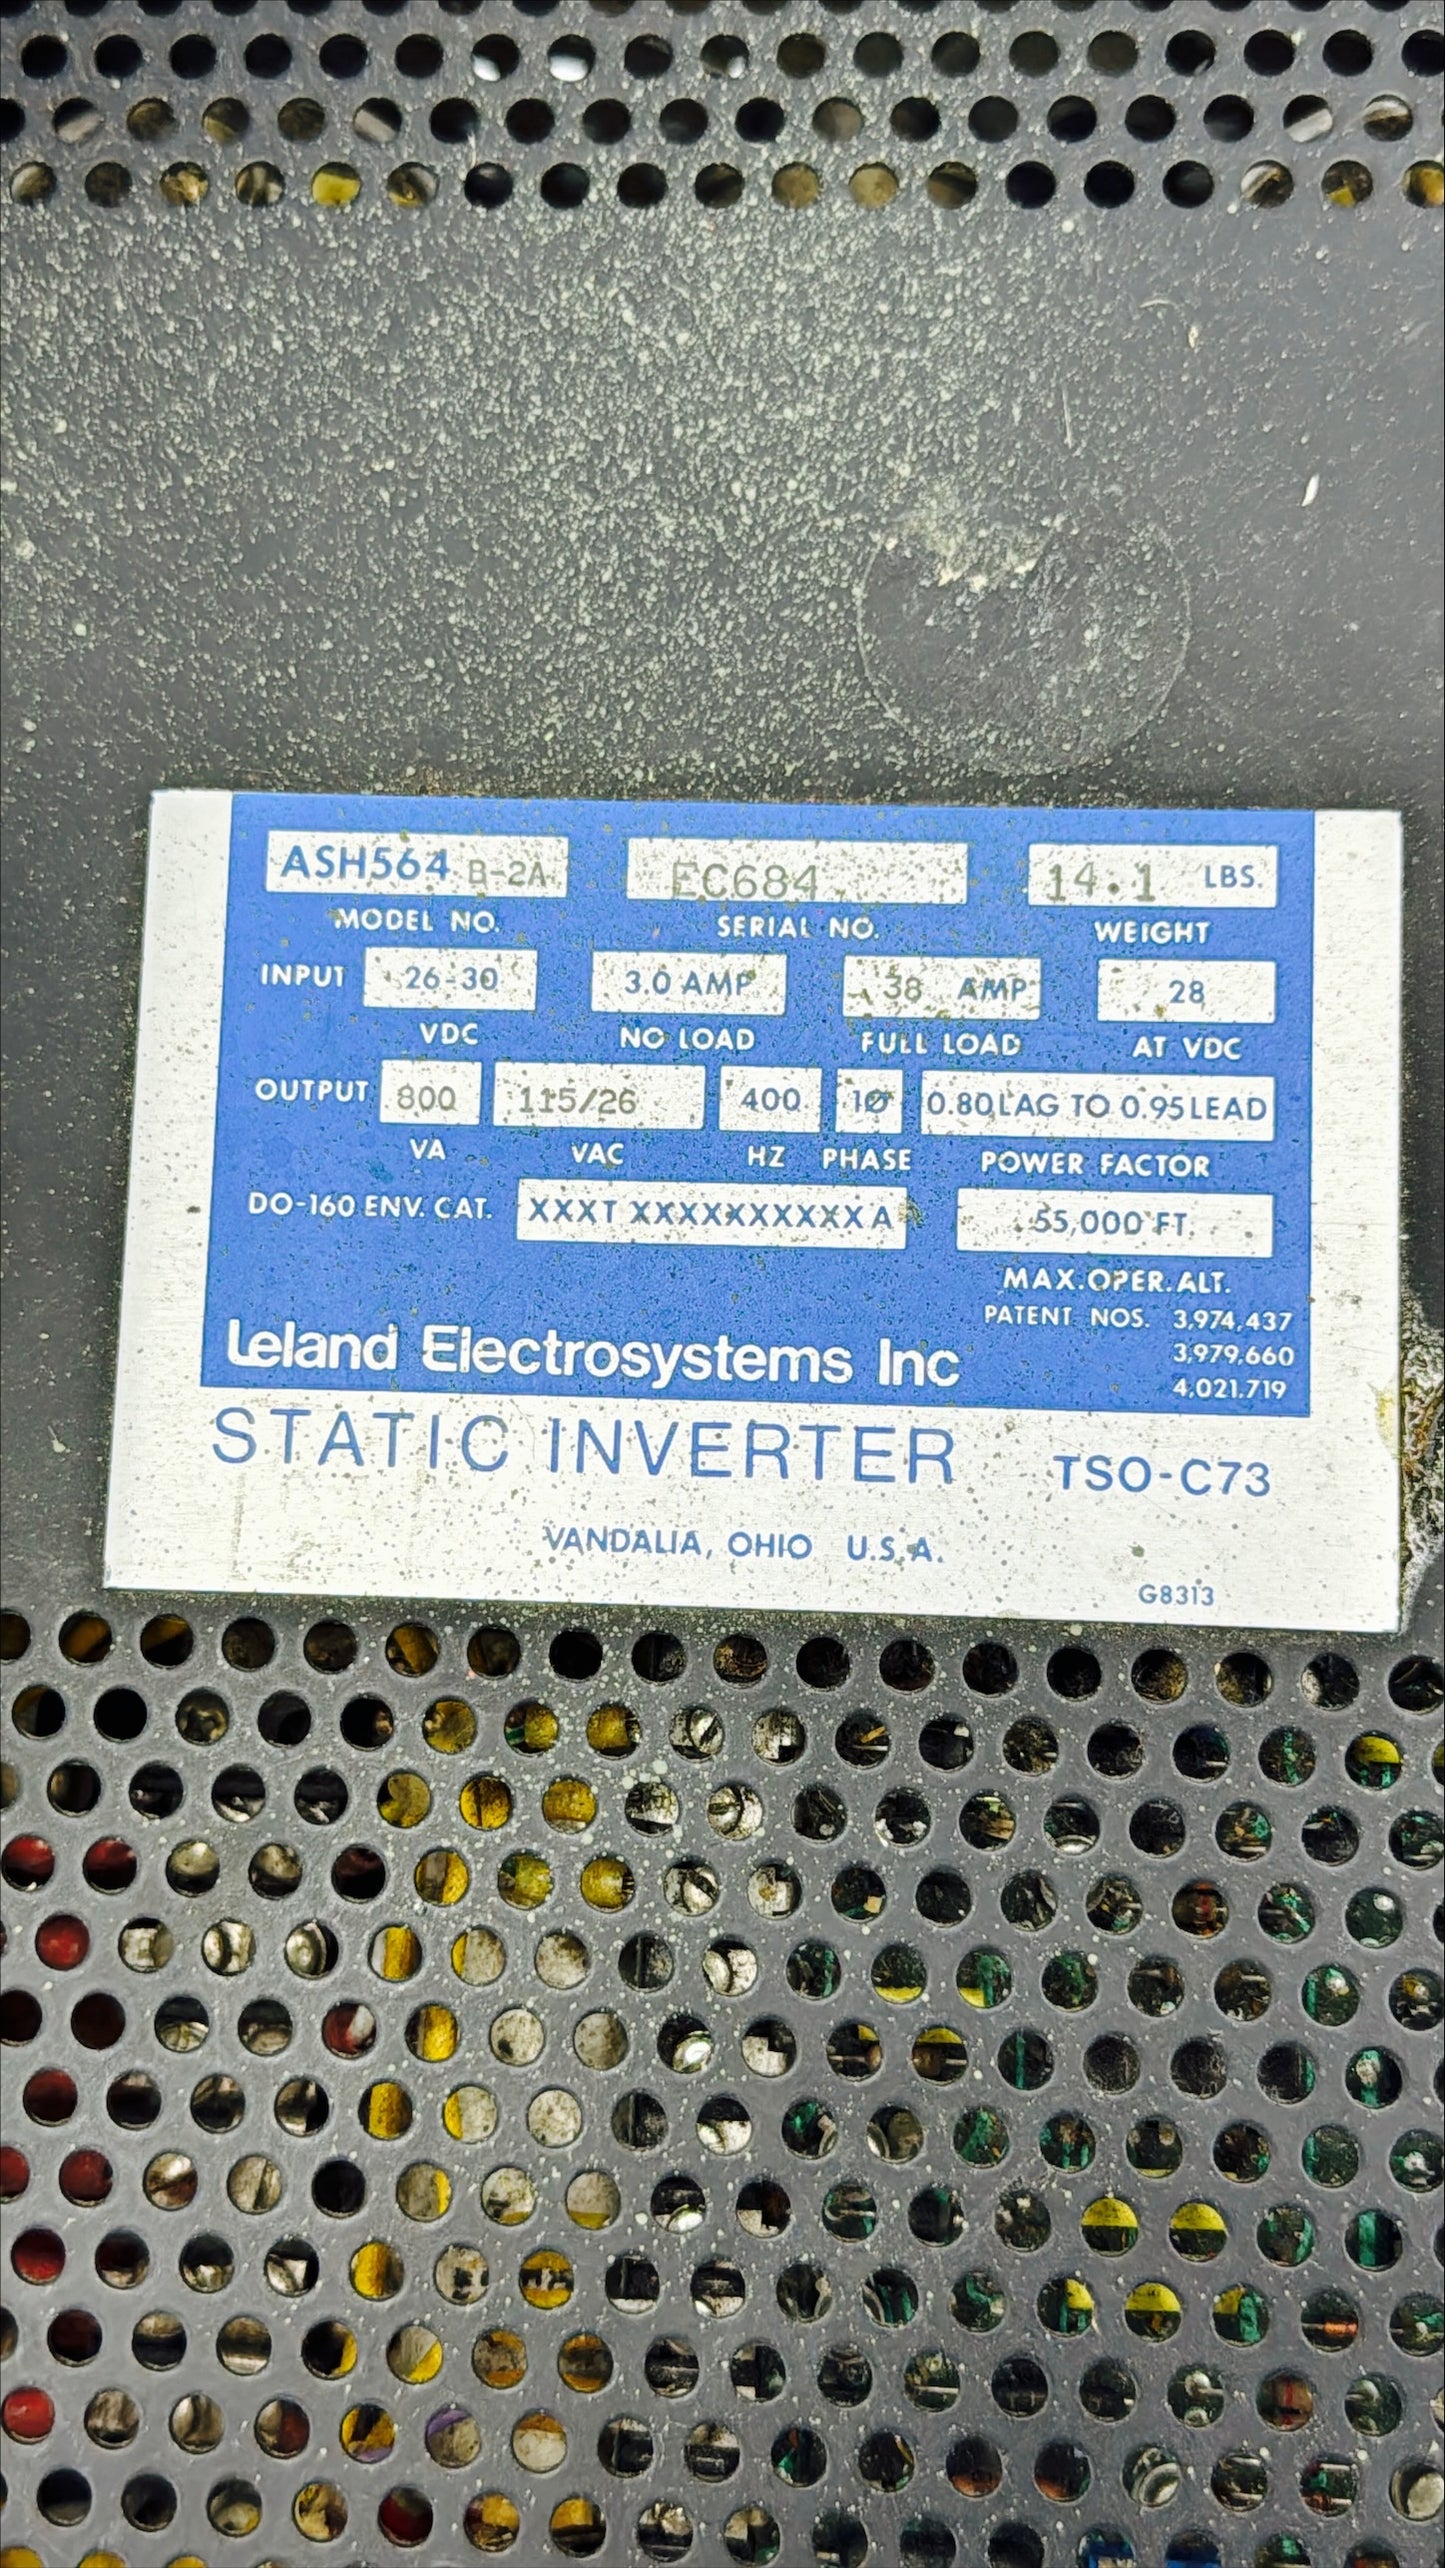 ASH564 B-2A EC684 14.1 LBS.
MODEL NO. SERIAL NO. WEIGHT
INPUT 26-30 3.0 AMP 38 AMP 28
VDC NO LOAD FULL LOAD AT VDC
OUTPUT 800 115/26 400 1Ø 0.80 LAG TO 0.95 LEAD
VA VAC HZ PHASE POWER FACTOR
DO-160 ENV. CAT. XXXT XXXXXXXXXX A 55,000 FT.
MAX. OPER. ALT.
PATENT NOS. 3,974,437
3,979,660
4,021,719
Leland Electrosystems Inc
STATIC INVERTER TSO-C73
VANDALIA, OHIO U.S.A.
G8313